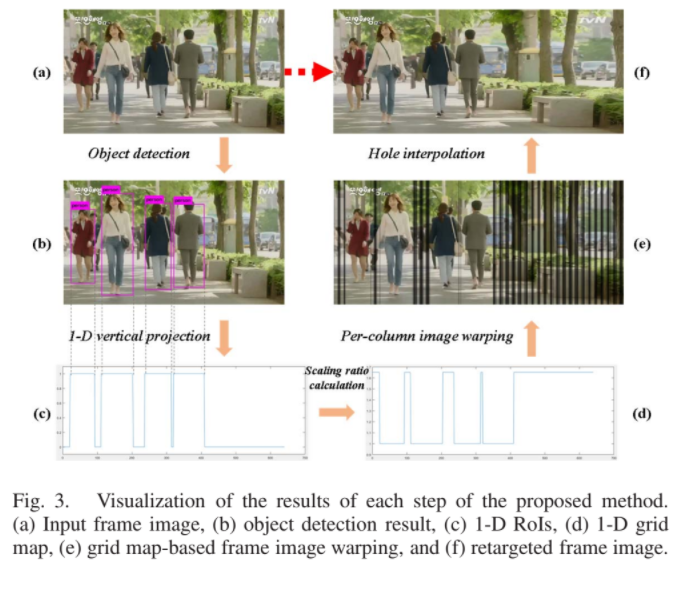 tvN
(a)
(f)
Object detection
Hole interpolation
(b)
(e)
1-D vertical projection
Per-column image warping
Scaling ratio
calculation
(c)
(d)
Fig. 3. Visualization of the results of each step of the proposed method.
(a) Input frame image, (b) object detection result, (c) 1-D RoIs, (d) 1-D grid
map, (e) grid map-based frame image warping, and (f) retargeted frame image.